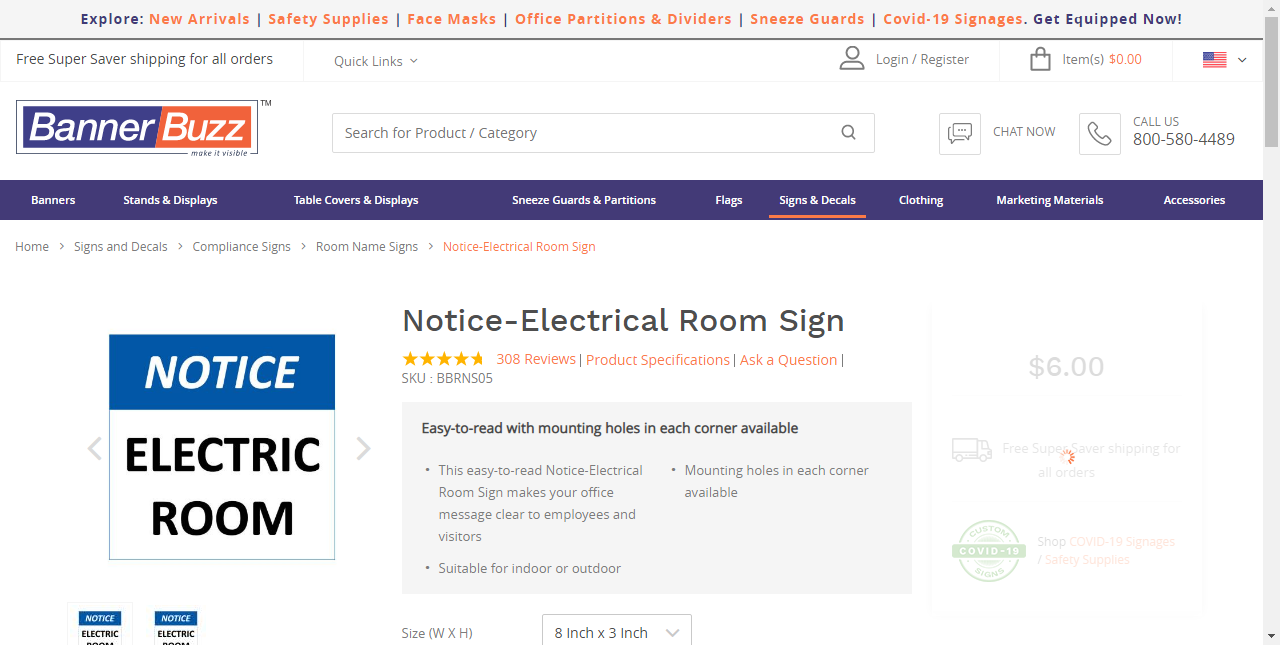 Explore: New Arrivals | Safety Supplies | Face Masks | Office Partitions & Dividers | Sneeze Guards | Covid-19 Signages. Get Equipped Now!
Free Super Saver shipping for all orders
Quick Links
Login / Register
Item(s) $0.00
BannerBuzz TM
make it visible
Search for Product / Category
CHAT NOW
CALL US
800-580-4489
Banners
Stands & Displays
Table Covers & Displays
Sneeze Guards & Partitions
Flags
Signs & Decals
Clothing
Marketing Materials
Accessories
Home > Signs and Decals > Compliance Signs > Room Name Signs > Notice-Electrical Room Sign
NOTICE
ELECTRIC
ROOM
NOTICE
ELECTRIC
ROOM
NOTICE
ELECTRIC
ROOM
Notice-Electrical Room Sign
308 Reviews | Product Specifications | Ask a Question |
SKU : BBRNS05
Easy-to-read with mounting holes in each corner available
• This easy-to-read Notice-Electrical
Room Sign makes your office
message clear to employees and
visitors
• Suitable for indoor or outdoor
• Mounting holes in each corner
available
Size (W X H)
8 Inch x 3 Inch
$6.00
Free Super Saver shipping for
all orders
CUSTOM
COVID-19
SIGNS
Shop COVID-19 Signages
/ Safety Supplies